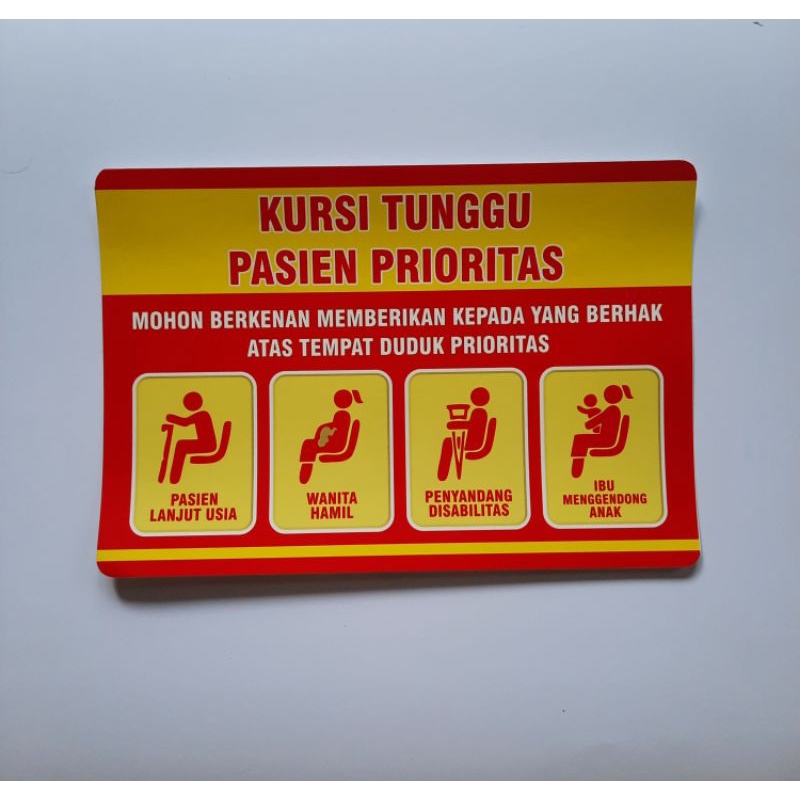 KURSI TUNGGU
PASIEN PRIORITAS
MOHON BERKENAN MEMBERIKAN KEPADA YANG BERHAK
ATAS TEMPAT DUDUK PRIORITAS
PASIEN
LANJUT USIA
WANITA
HAMIL
PENYANDANG
DISABILITAS
IBU
MENGGENDONG
ANAK